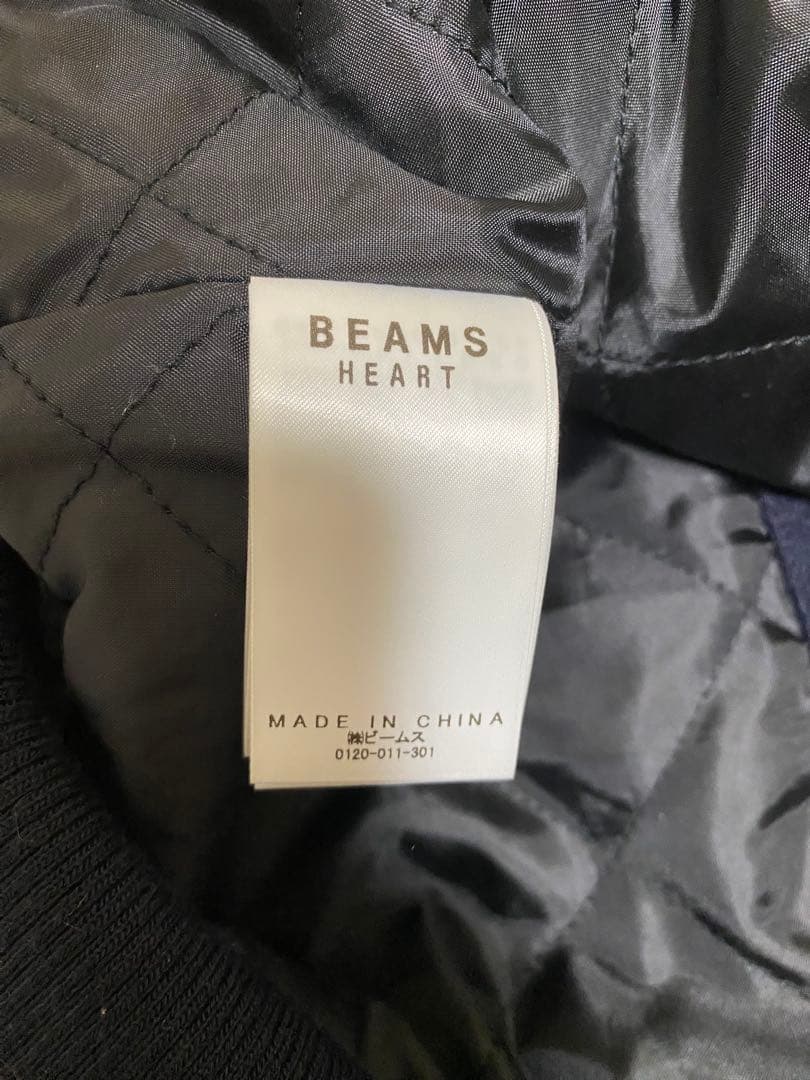 BEAMS
HEART
MADE IN CHINA
㈱ビームス
0120-011-301